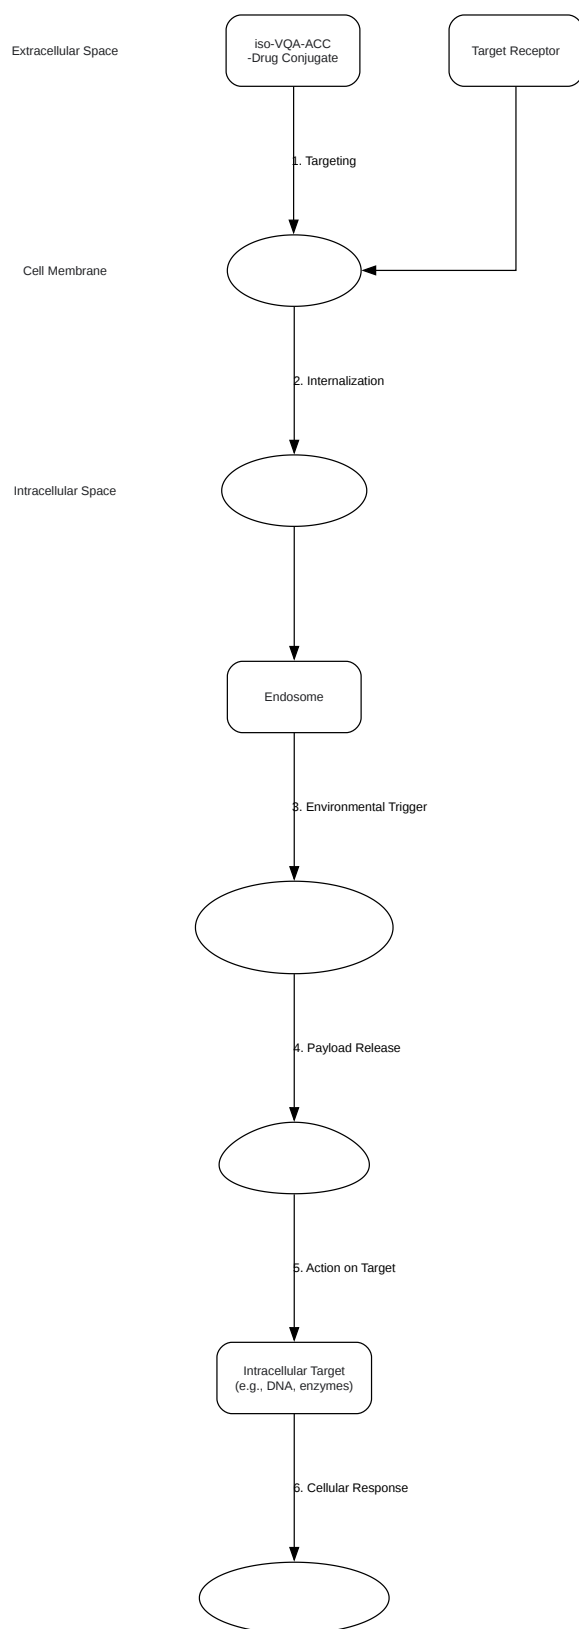 Extracellular Space
iso-VQA-ACC
-Drug Conjugate
Target Receptor
1. Targeting
Cell Membrane
2. Internalization
Intracellular Space
Endosome
3. Environmental Trigger
4. Payload Release
5. Action on Target
Intracellular Target
(e.g., DNA, enzymes)
6. Cellular Response